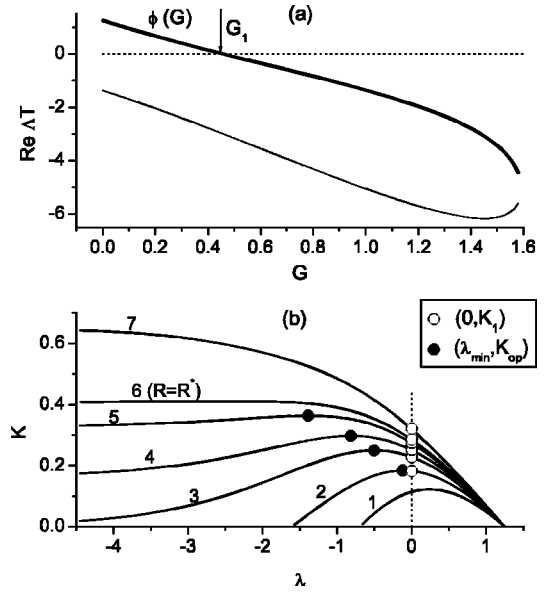 (a)
ϕ (G)
G₁
0
-2
-4
-6
Re ΛT
0.0 0.2 0.4 0.6 0.8 1.0 1.2 1.4 1.6
G
(b)
(0,K₁)
(λ_min,K_op)
7
6 (R=R*)
5
4
3
2
1
0.6
0.4
0.2
0.0
K
-4 -3 -2 -1 0 1
λ